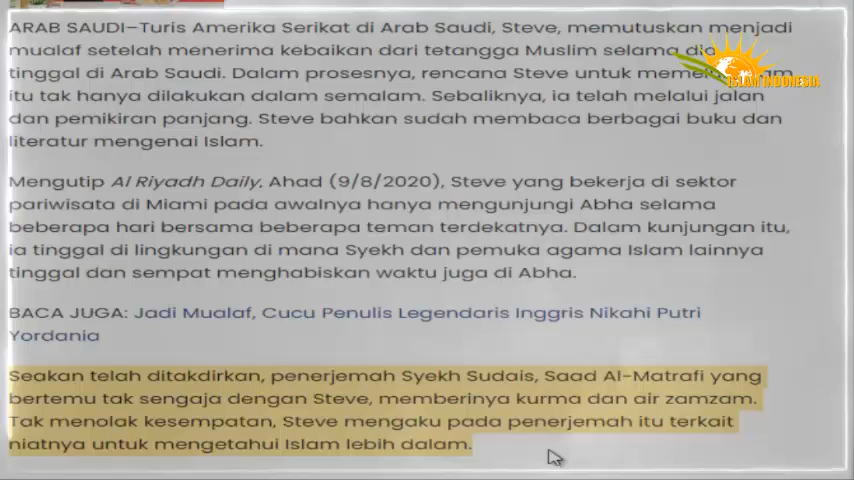 ARAB SAUDI–Turis Amerika Serikat di Arab Saudi, Steve, memutuskan menjadi
mualaf setelah menerima kebaikan dari tetangga Muslim selama dia
tinggal di Arab Saudi. Dalam prosesnya, rencana Steve untuk
itu tak hanya dilakukan dalam semalam. Sebaliknya, ia telah melalui jalan
dan pemikiran panjang. Steve bahkan sudah membaca berbagai buku dan
literatur mengenai Islam.
ISLAM INDONESIA
Mengutip Al Riyadh Daily, Ahad (9/8/2020), Steve yang bekerja di sektor
pariwisata di Miami pada awalnya hanya mengunjungi Abha selama
beberapa hari bersama beberapa teman terdekatnya. Dalam kunjungan itu,
ia tinggal di lingkungan di mana Syekh dan pemuka agama Islam lainnya
tinggal dan sempat menghabiskan waktu juga di Abha.
BACA JUGA: Jadi Mualaf, Cucu Penulis Legendaris Inggris Nikahi Putri
Yordania
Seakan telah ditakdirkan, penerjemah Syekh Sudais, Saad Al-Matrafi yang
bertemu tak sengaja dengan Steve, memberinya kurma dan air zamzam.
Tak menolak kesempatan, Steve mengaku pada penerjemah itu terkait
niatnya untuk mengetahui Islam lebih dalam.